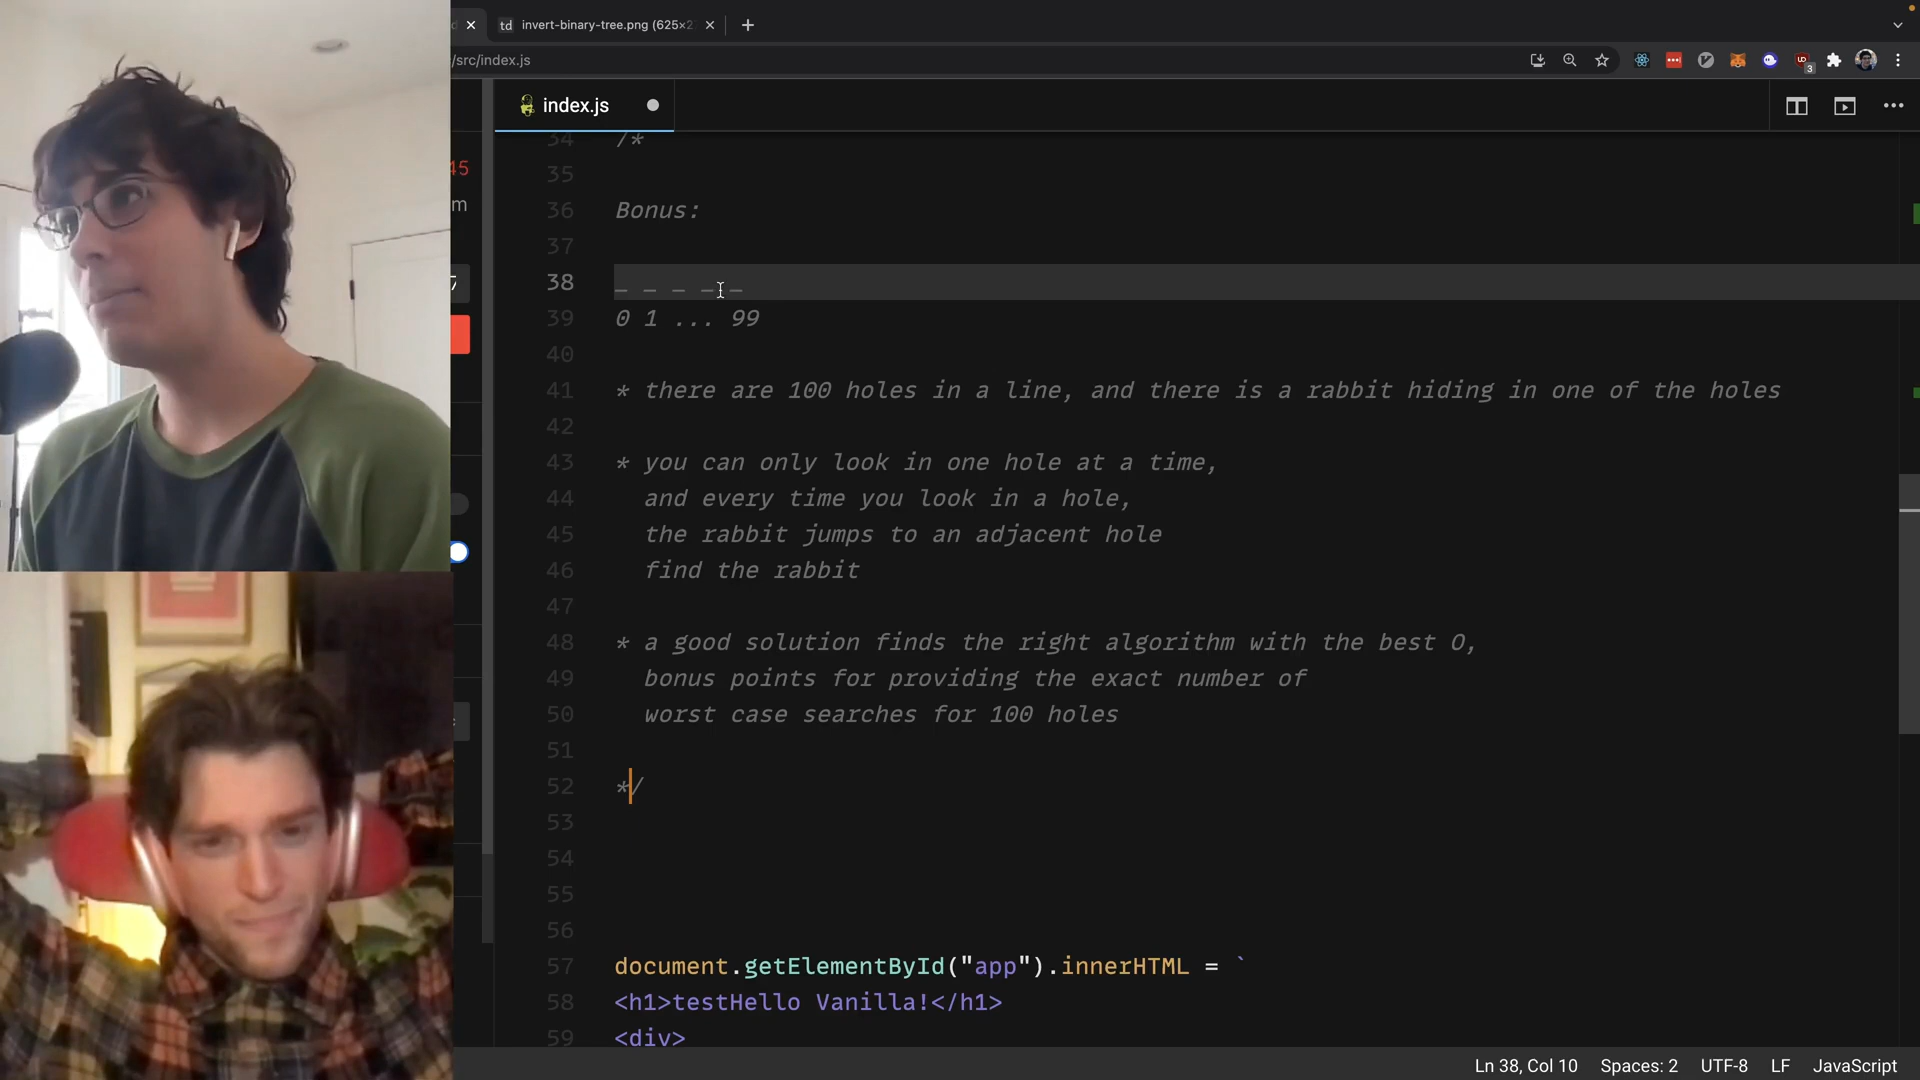 invert-binary-tree.png (625×2
/src/index.js
index.js
45
m
34 /*
35
36 Bonus:
37
38 _ _ _ _ _
39 0 1 ... 99
40
41 * there are 100 holes in a line, and there is a rabbit hiding in one of the holes
42
43 * you can only look in one hole at a time,
44 and every time you look in a hole,
45 the rabbit jumps to an adjacent hole
46 find the rabbit
47
48 * a good solution finds the right algorithm with the best O,
49 bonus points for providing the exact number of
50 worst case searches for 100 holes
51
52 */
53
54
55
56
57 document.getElementById("app").innerHTML = `
58 <h1>testHello Vanilla!</h1>
59 <div>
Ln 38, Col 10 Spaces: 2 UTF-8 LF JavaScript